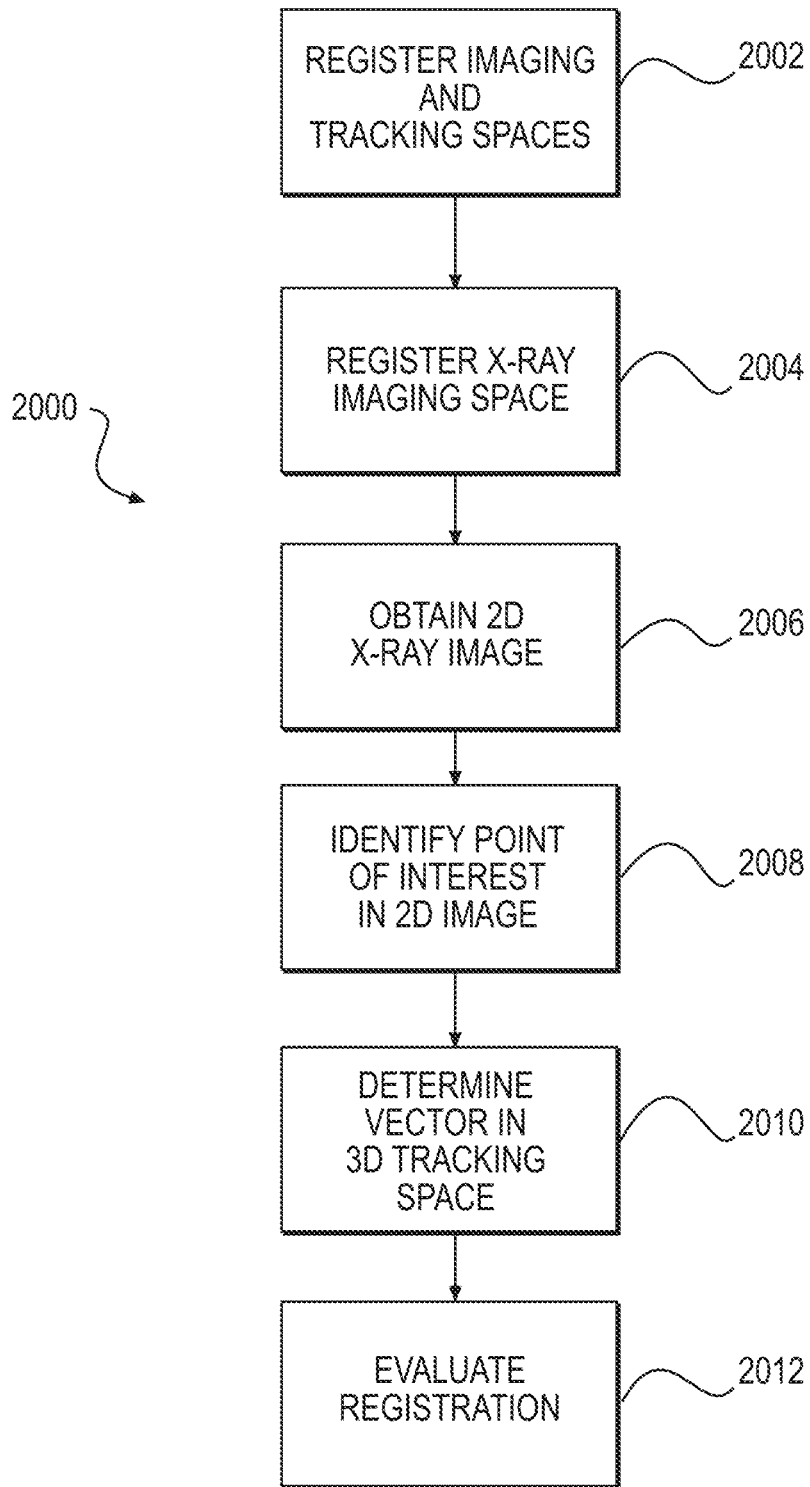 REGISTER IMAGING
AND
TRACKING SPACES
2002
REGISTER X-RAY
IMAGING SPACE
2004
2000
OBTAIN 2D
X-RAY IMAGE
2006
IDENTIFY POINT
OF INTEREST
IN 2D IMAGE
2008
DETERMINE
VECTOR IN
3D TRACKING
SPACE
2010
EVALUATE
REGISTRATION
2012